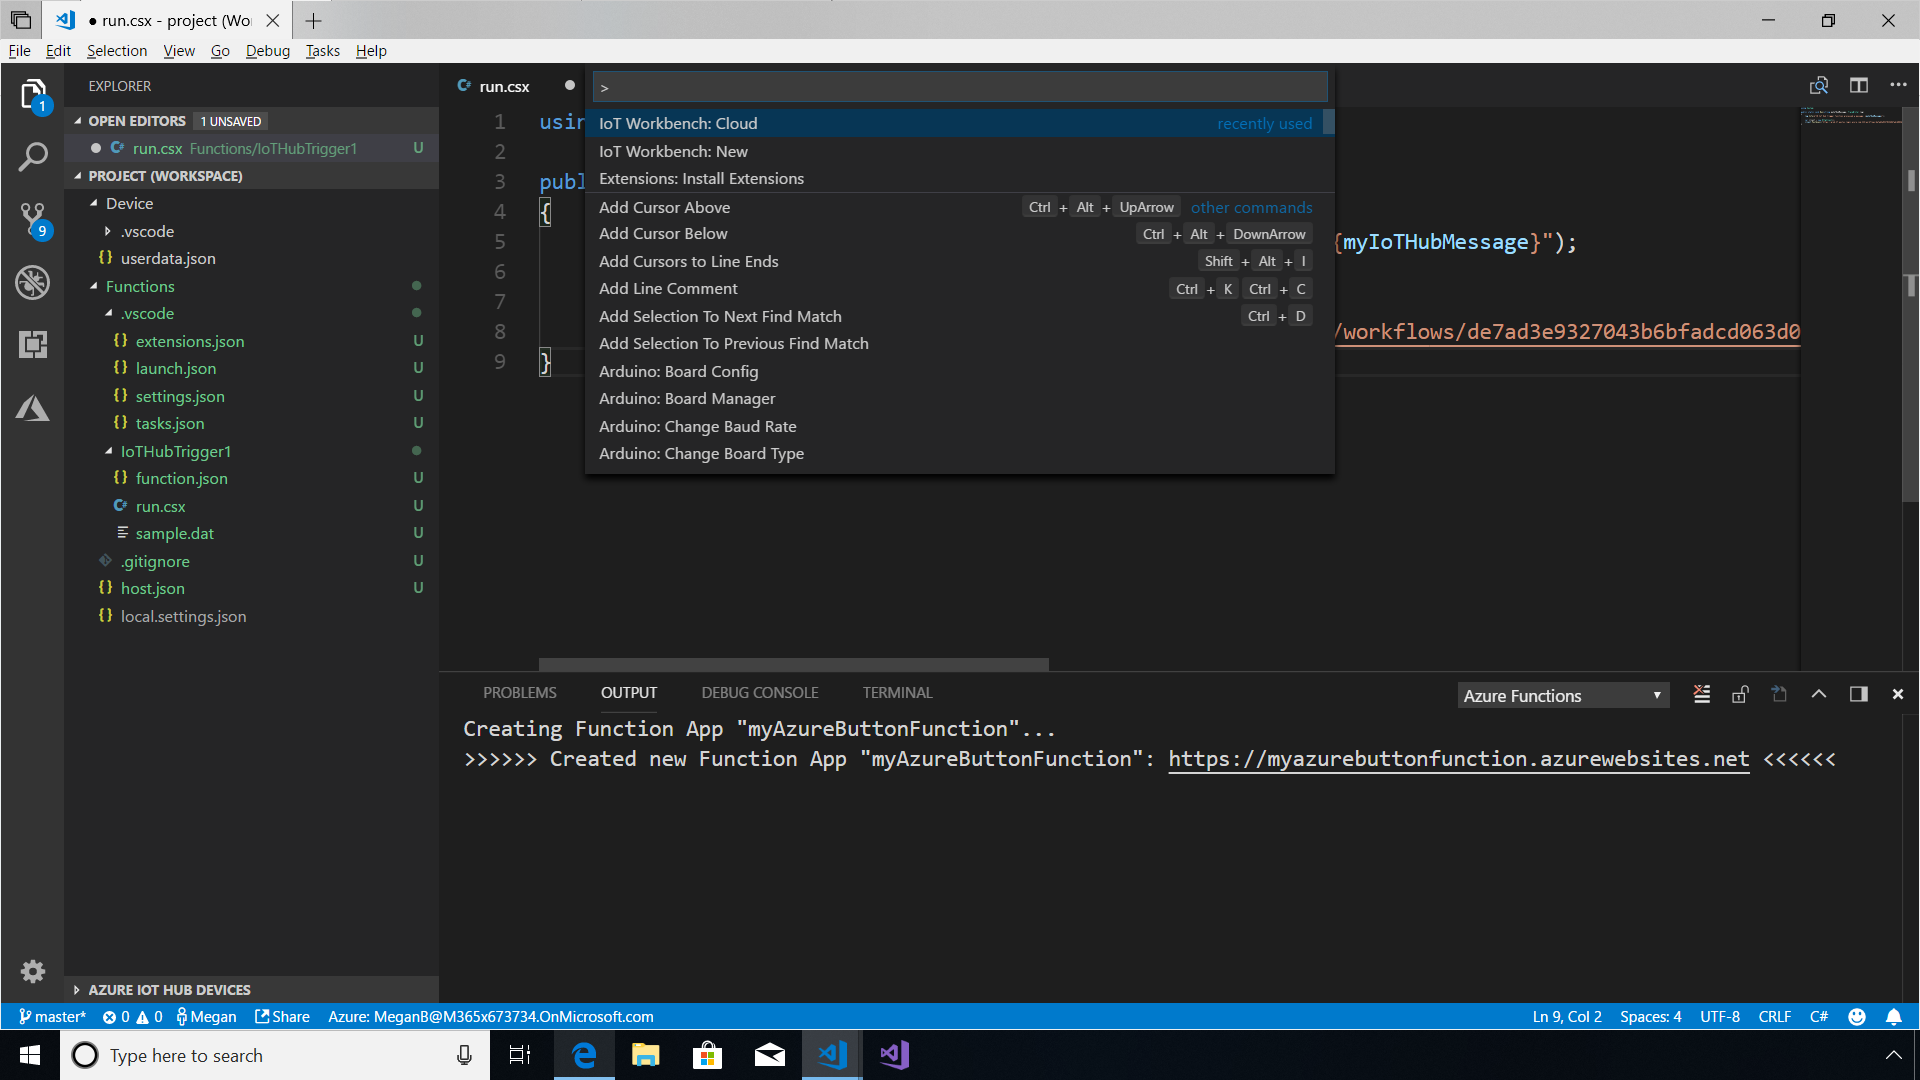 ● run.csx - project (Wo
File Edit Selection View Go Debug Tasks Help
EXPLORER
1
OPEN EDITORS 1 UNSAVED
run.csx Functions/IoTHubTrigger1 U
PROJECT (WORKSPACE)
Device
.vscode
9
{} userdata.json
Functions
.vscode
{} extensions.json U
{} launch.json U
{} settings.json U
{} tasks.json U
IoTHubTrigger1
{} function.json U
C# run.csx U
sample.dat U
.gitignore U
{} host.json U
{} local.settings.json
AZURE IOT HUB DEVICES
C# run.csx
>
IoT Workbench: Cloud recently used
IoT Workbench: New
Extensions: Install Extensions
Add Cursor Above Ctrl + Alt + UpArrow other commands
Add Cursor Below Ctrl + Alt + DownArrow
Add Cursors to Line Ends Shift + Alt + I
Add Line Comment Ctrl + K Ctrl + C
Add Selection To Next Find Match Ctrl + D
Add Selection To Previous Find Match
Arduino: Board Config
Arduino: Board Manager
Arduino: Change Baud Rate
Arduino: Change Board Type
1 usin
2
3 publ
4 {
5 {myIoTHubMessage}");
6
7
8 /workflows/de7ad3e9327043b6bfadcd063d0
9 }
PROBLEMS OUTPUT DEBUG CONSOLE TERMINAL
Azure Functions
Creating Function App "myAzureButtonFunction"...
>>>>>> Created new Function App "myAzureButtonFunction": https://myazurebuttonfunction.azurewebsites.net <<<<<<
master* 0 0 Megan Share Azure: MeganB@M365x673734.OnMicrosoft.com
Ln 9, Col 2 Spaces: 4 UTF-8 CRLF C#
Type here to search